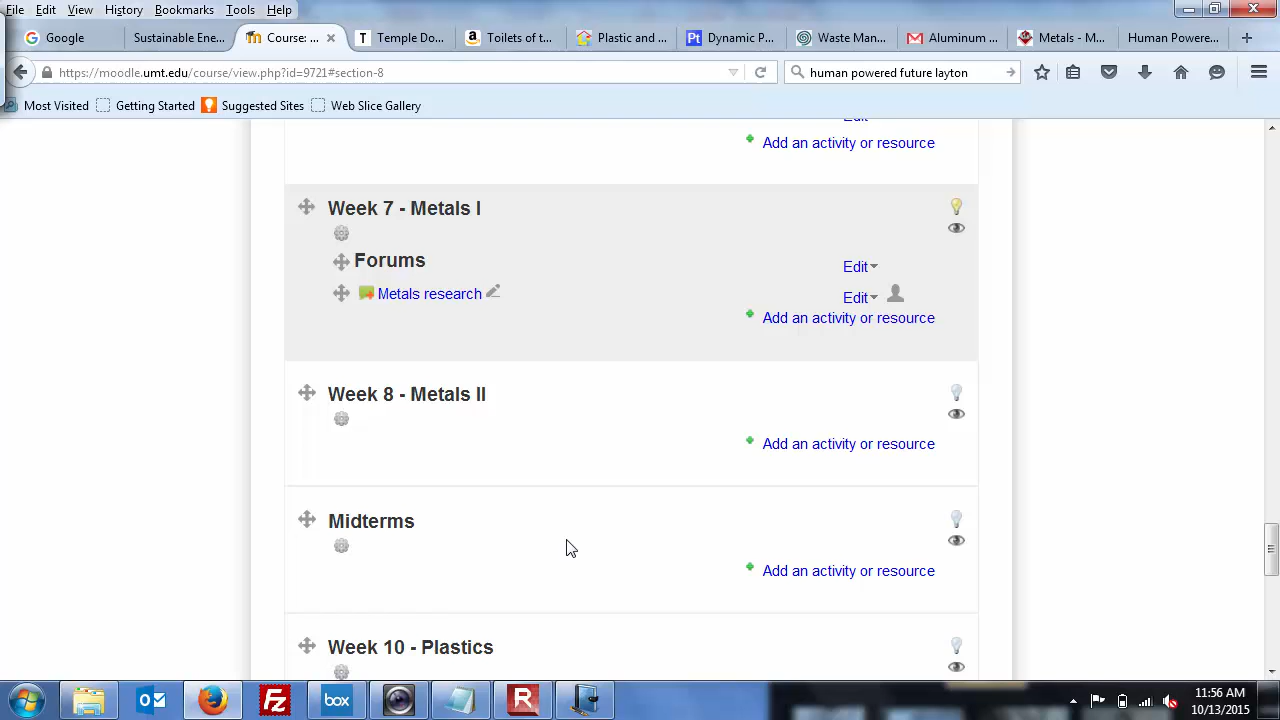 File Edit View History Bookmarks Tools Help
Google
Sustainable Ene...
Course: ...
Temple Do...
Toilets of t...
Plastic and ...
Dynamic P...
Waste Man...
Aluminum ...
Metals - M...
Human Powere...
https://moodle.umt.edu/course/view.php?id=9721#section-8
human powered future layton
Most Visited
Getting Started
Suggested Sites
Web Slice Gallery
Edit
Add an activity or resource
Week 7 - Metals I
Forums
Edit
Metals research
Edit
Add an activity or resource
Week 8 - Metals II
Add an activity or resource
Midterms
Add an activity or resource
Week 10 - Plastics
box
11:56 AM
10/13/2015